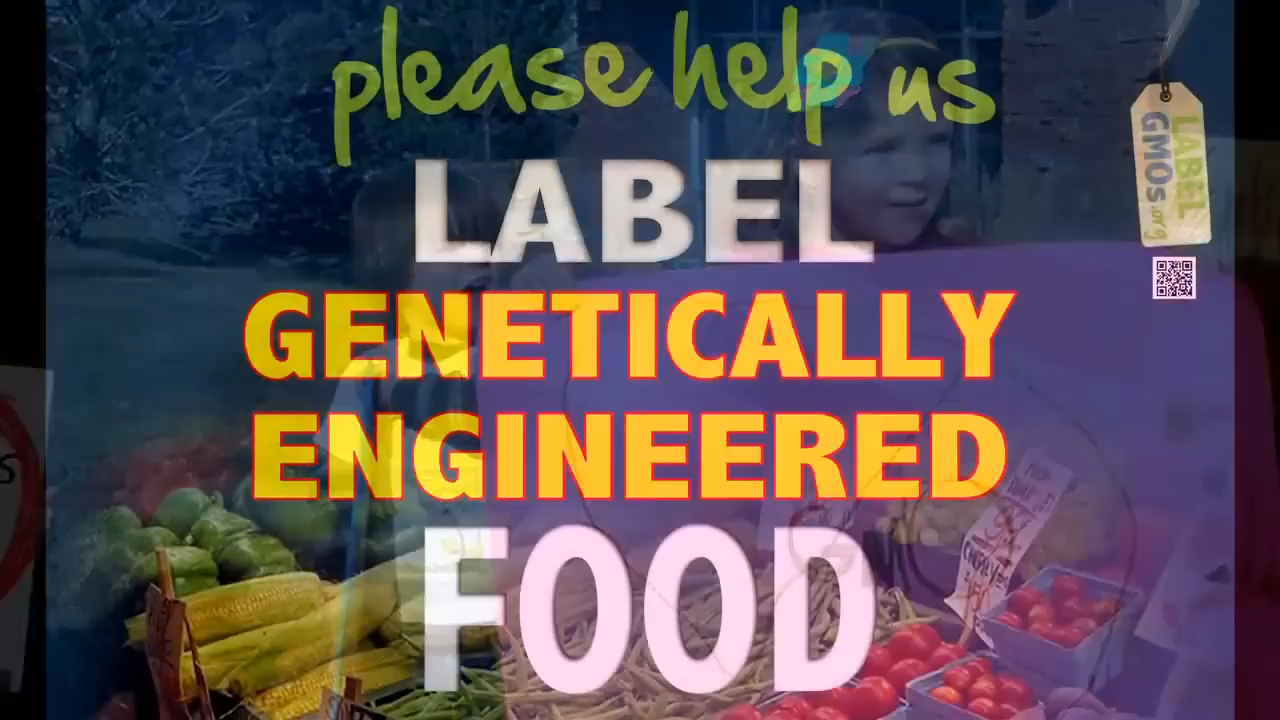 please help us
LABEL
GENETICALLY
ENGINEERED
FOOD
LABEL
GMOs.org